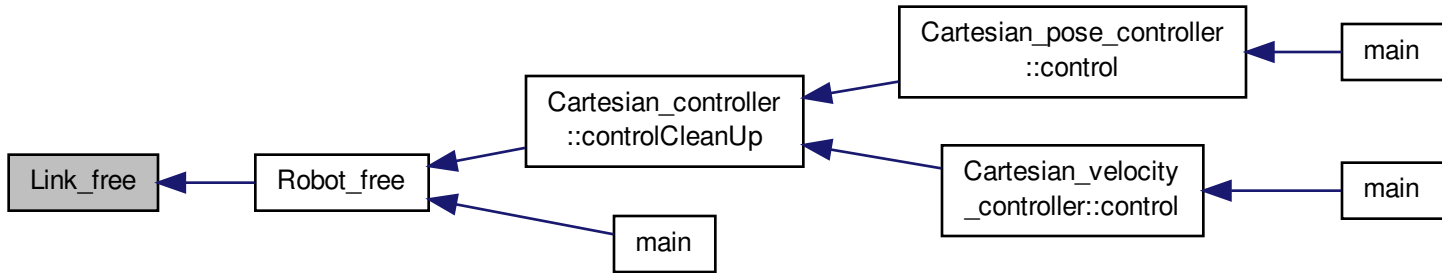 Link_free
Robot_free
Cartesian_controller
::controlCleanUp
main
Cartesian_pose_controller
::control
Cartesian_velocity
_controller::control
main
main